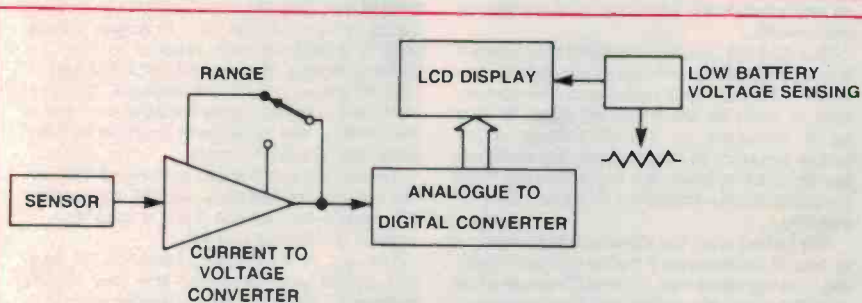 RANGE
LCD DISPLAY
LOW BATTERY
VOLTAGE SENSING
SENSOR
ANALOGUE TO
DIGITAL CONVERTER
CURRENT TO
VOLTAGE
CONVERTER